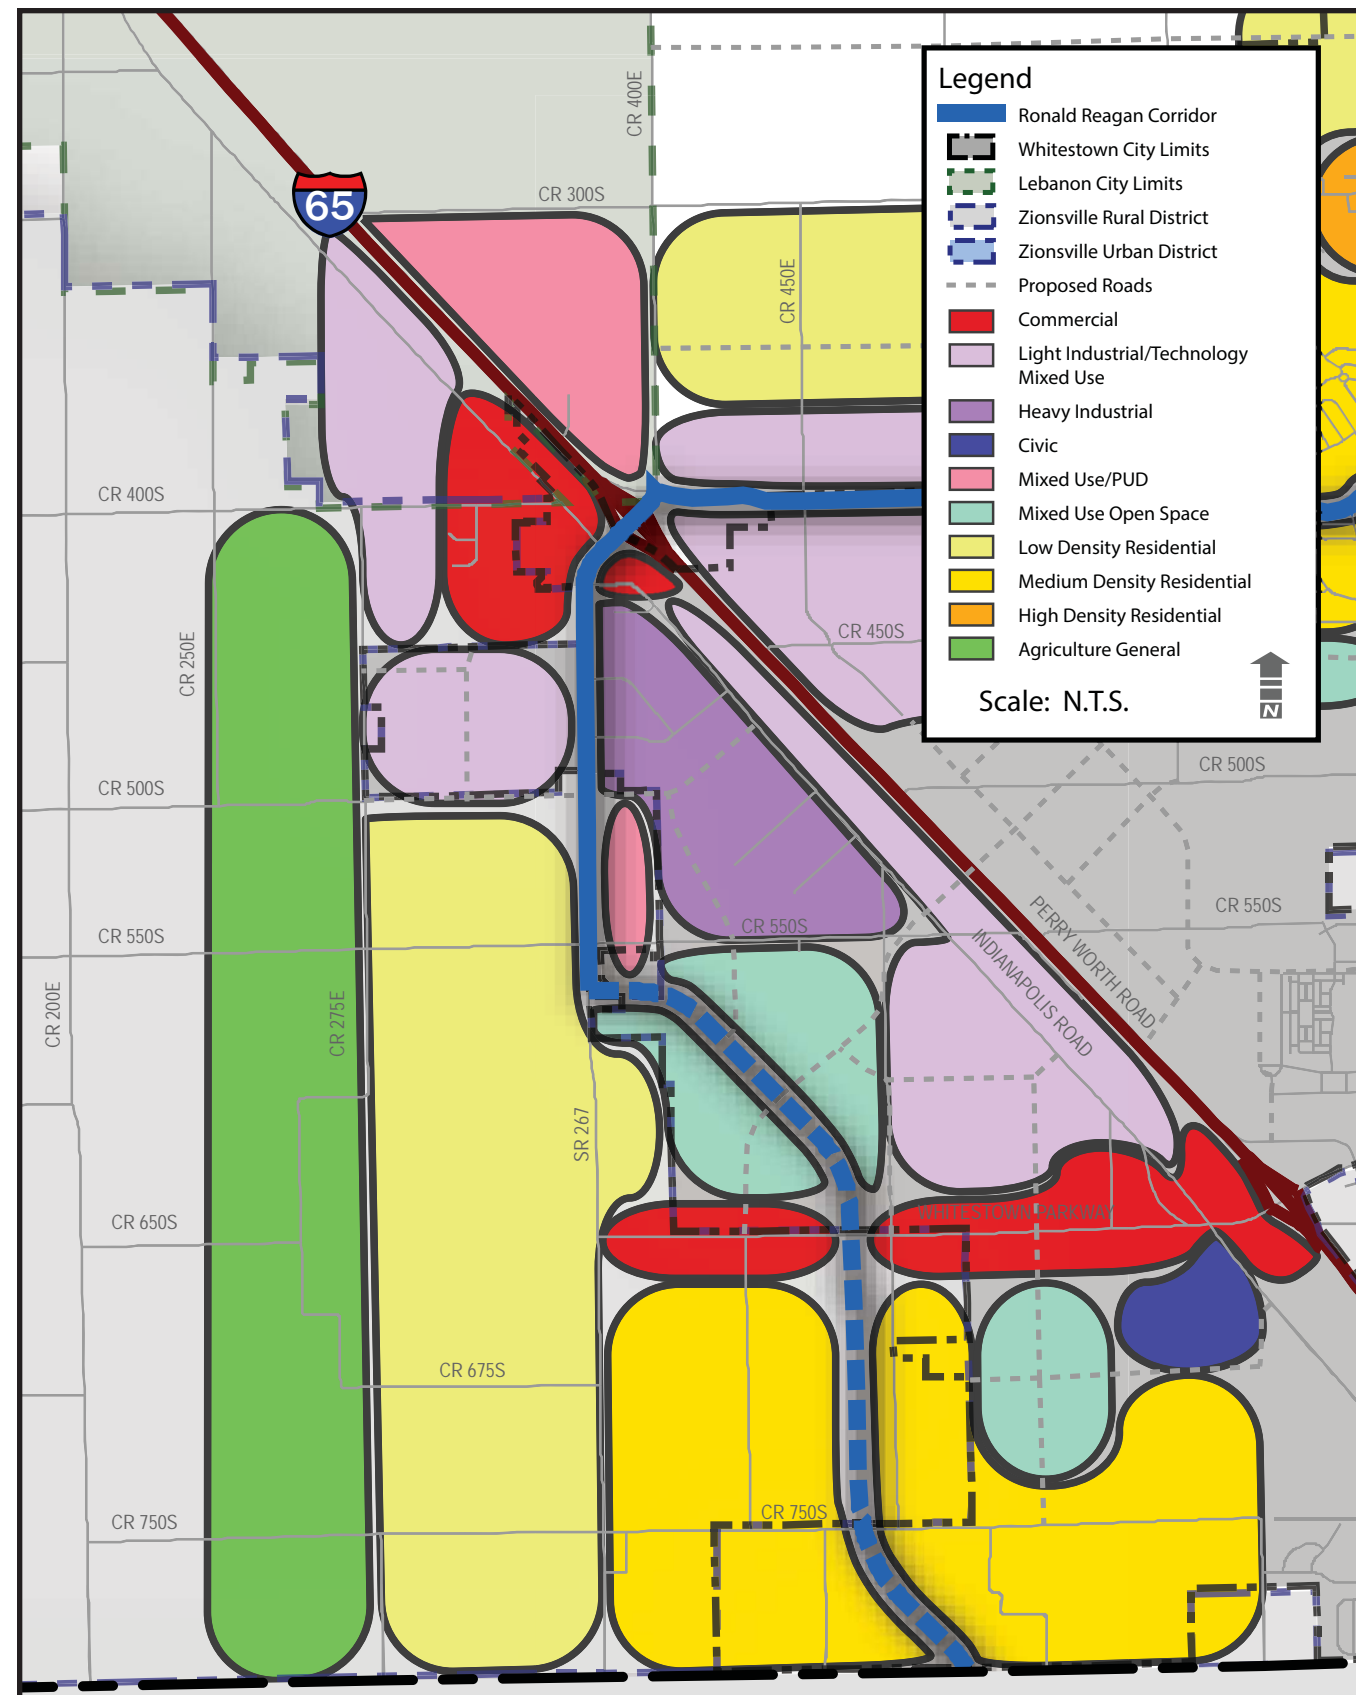 Legend
Ronald Reagan Corridor
Whitestown City Limits
Lebanon City Limits
Zionsville Rural District
Zionsville Urban District
Proposed Roads
Commercial
Light Industrial/Technology
Mixed Use
Heavy Industrial
Civic
Mixed Use/PUD
Mixed Use Open Space
Low Density Residential
Medium Density Residential
High Density Residential
Agriculture General
Scale: N.T.S.
N
CR 400E
CR 300S
65
CR 450E
CR 400S
CR 450S
CR 250E
CR 500S
CR 500S
CR 550S
CR 550S
CR 550S
PERRY WORTH ROAD
INDIANAPOLIS ROAD
CR 200E
CR 275E
SR 267
CR 650S
WHITESTOWN PARKWAY
CR 675S
CR 750S
CR 750S